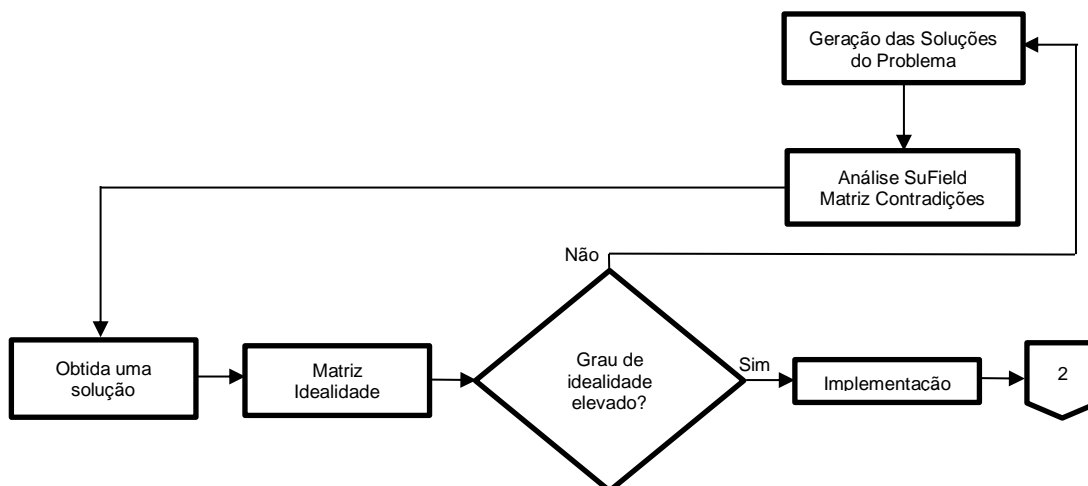 Geração das Soluções
do Problema
Análise SuField
Matriz Contradições
Não
Obtida uma
solução
Matriz
Idealidade
Grau de
idealidade
elevado?
Sim
Implementação
2